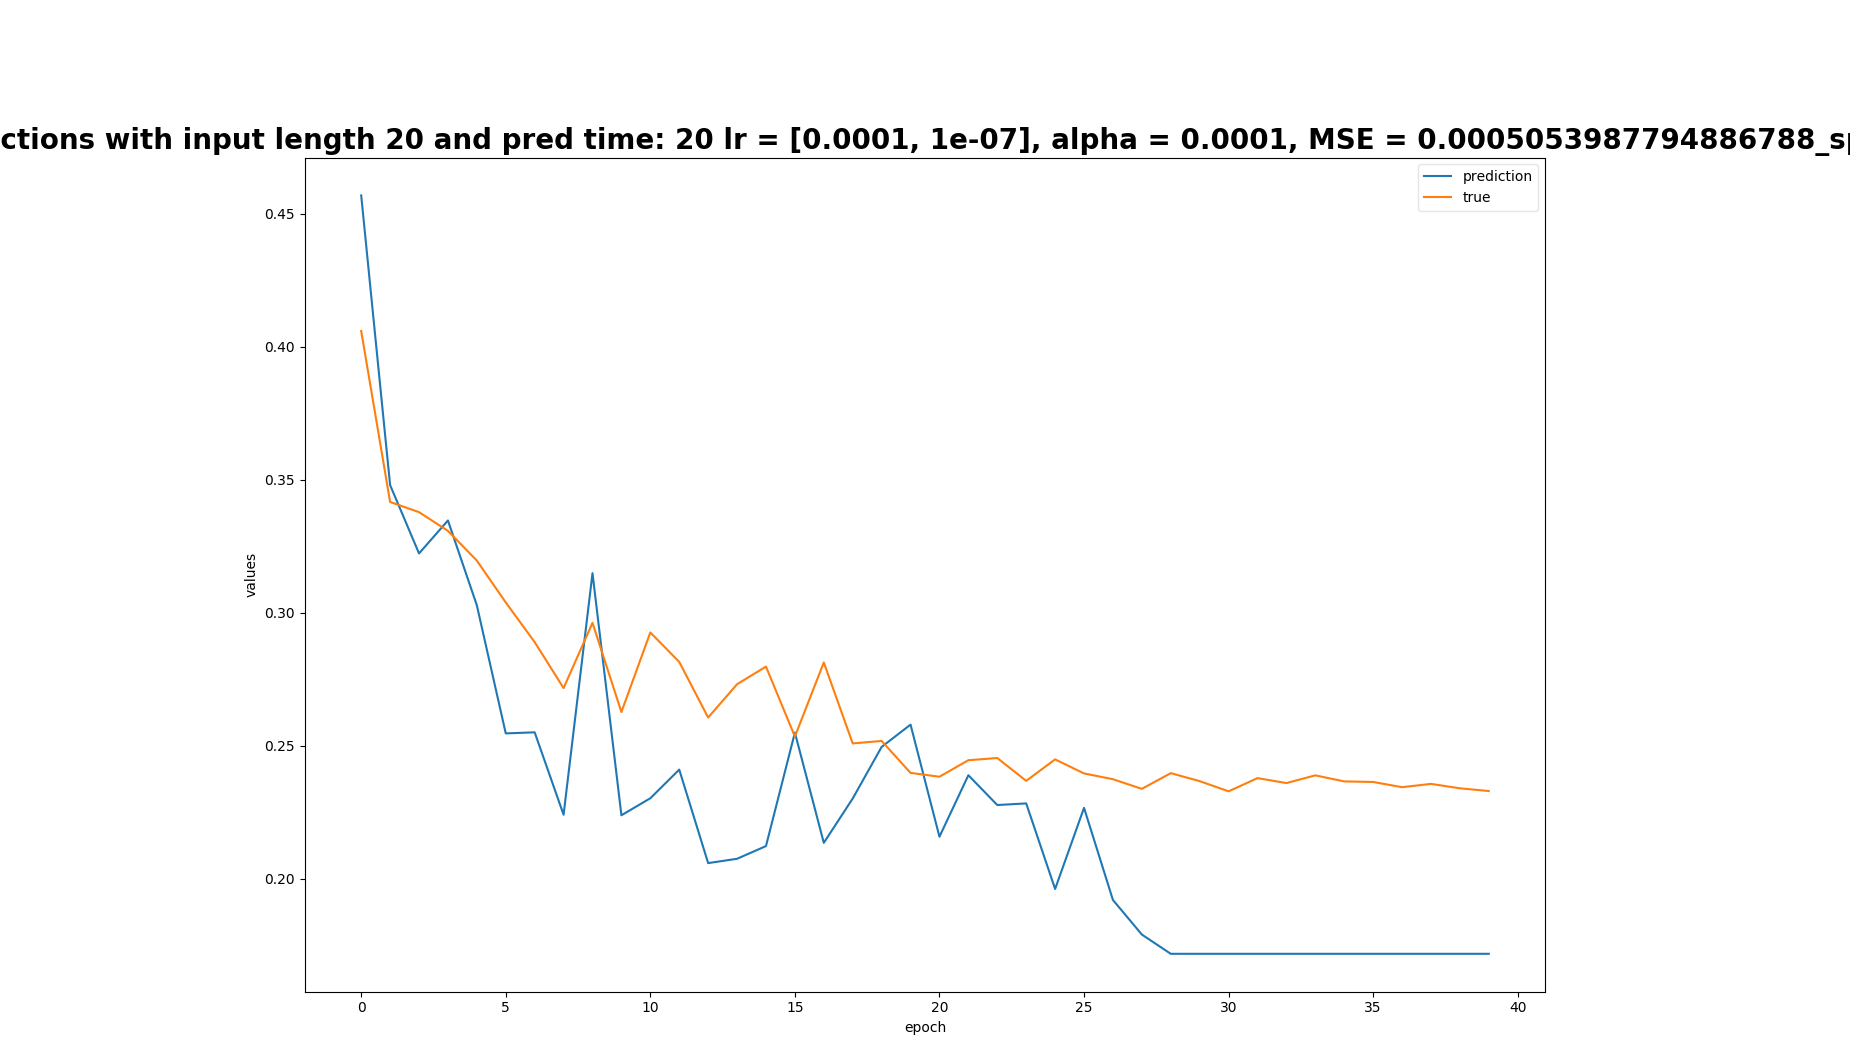 ctions with input length 20 and pred time: 20 lr = [0.0001, 1e-07], alpha = 0.0001, MSE = 0.0005053987794886788_sp
prediction
true
0.45
0.40
0.35
0.30
0.25
0.20
values
0 5 10 15 20 25 30 35 40
epoch